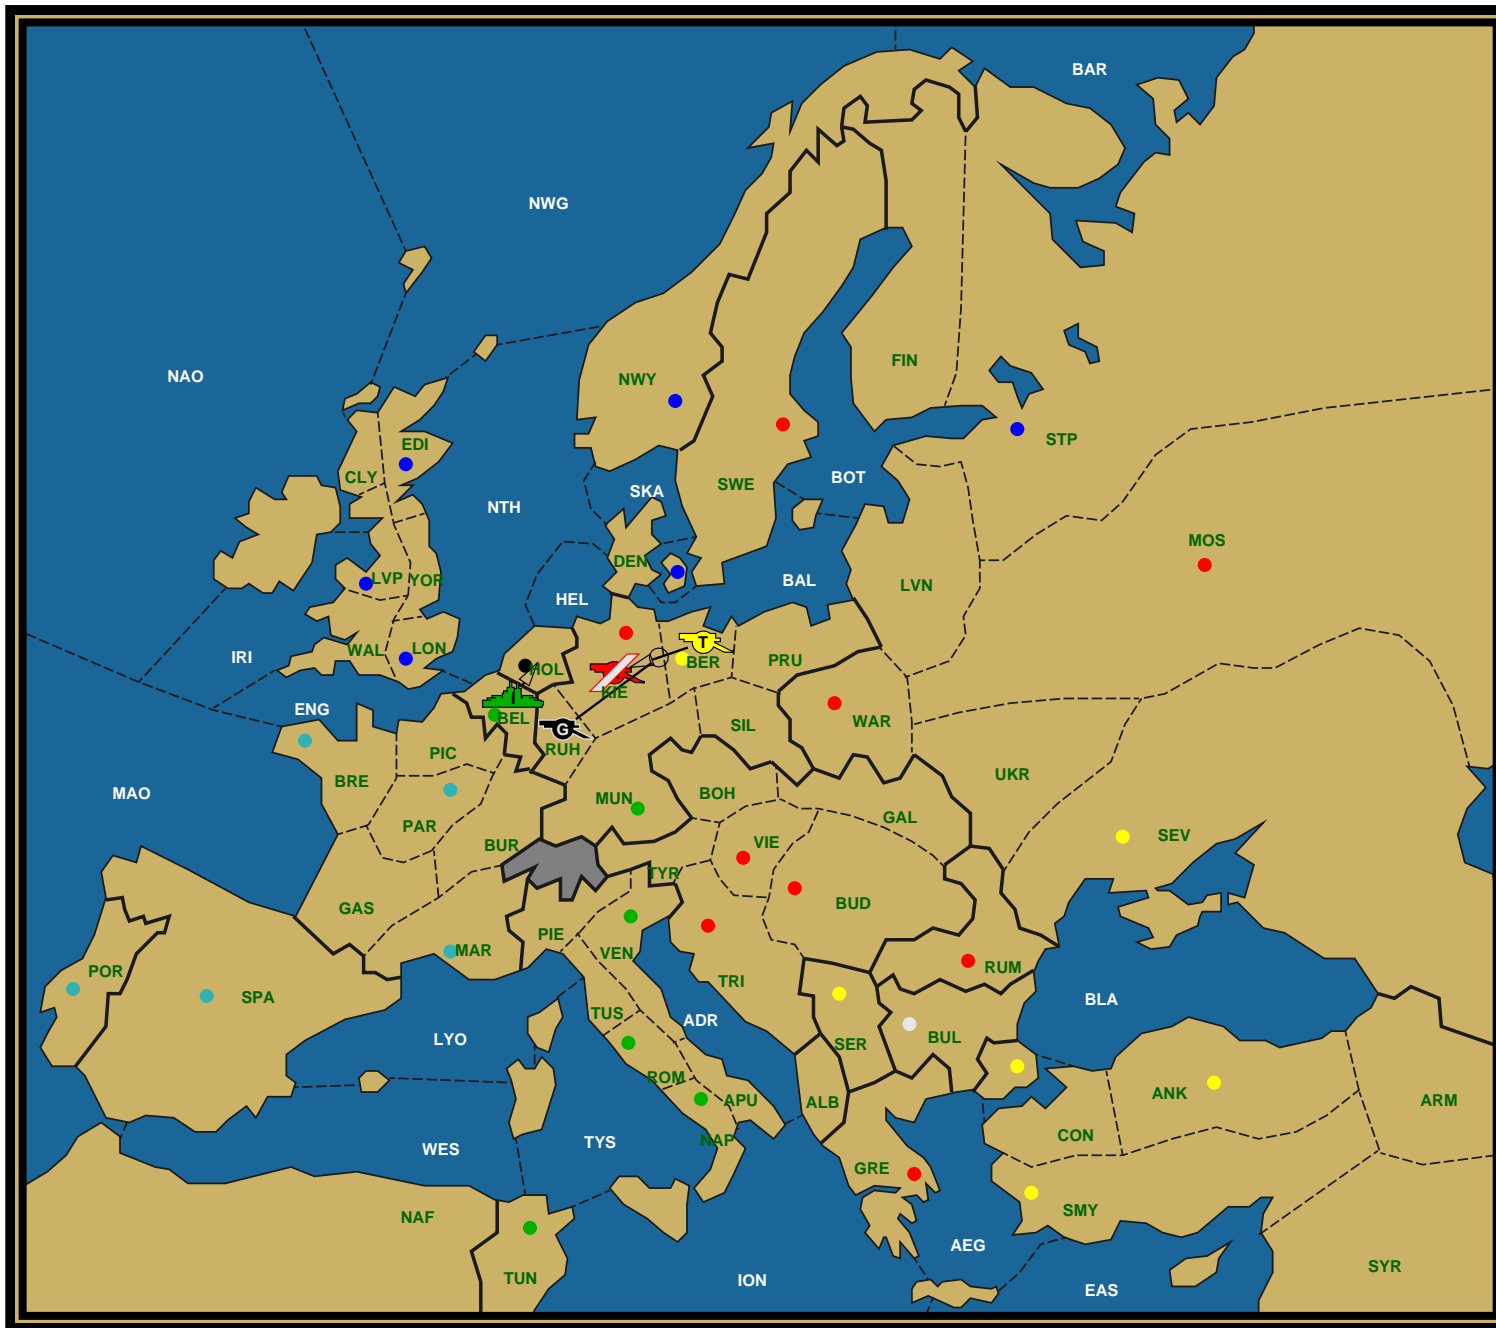 BAR
NWG
NAO
FIN
NWY
EDI
STP
CLY
SKA
SWE
BOT
NTH
MOS
DEN
BAL
LVN
LVP
YOR
HEL
IRI
WAL
LON
HOL
T
BER
PRU
KIE
I
ENG
BEL
G
RUH
SIL
WAR
PIC
UKR
MAO
BRE
MUN
BOH
PAR
GAL
SEV
BUR
VIE
TYR
BUD
GAS
PIE
VEN
MAR
RUM
POR
SPA
TRI
BLA
TUS
ADR
LYO
SER
BUL
ROM
APU
ALB
ANK
ARM
CON
WES
TYS
NAP
GRE
SMY
NAF
AEG
SYR
TUN
ION
EAS